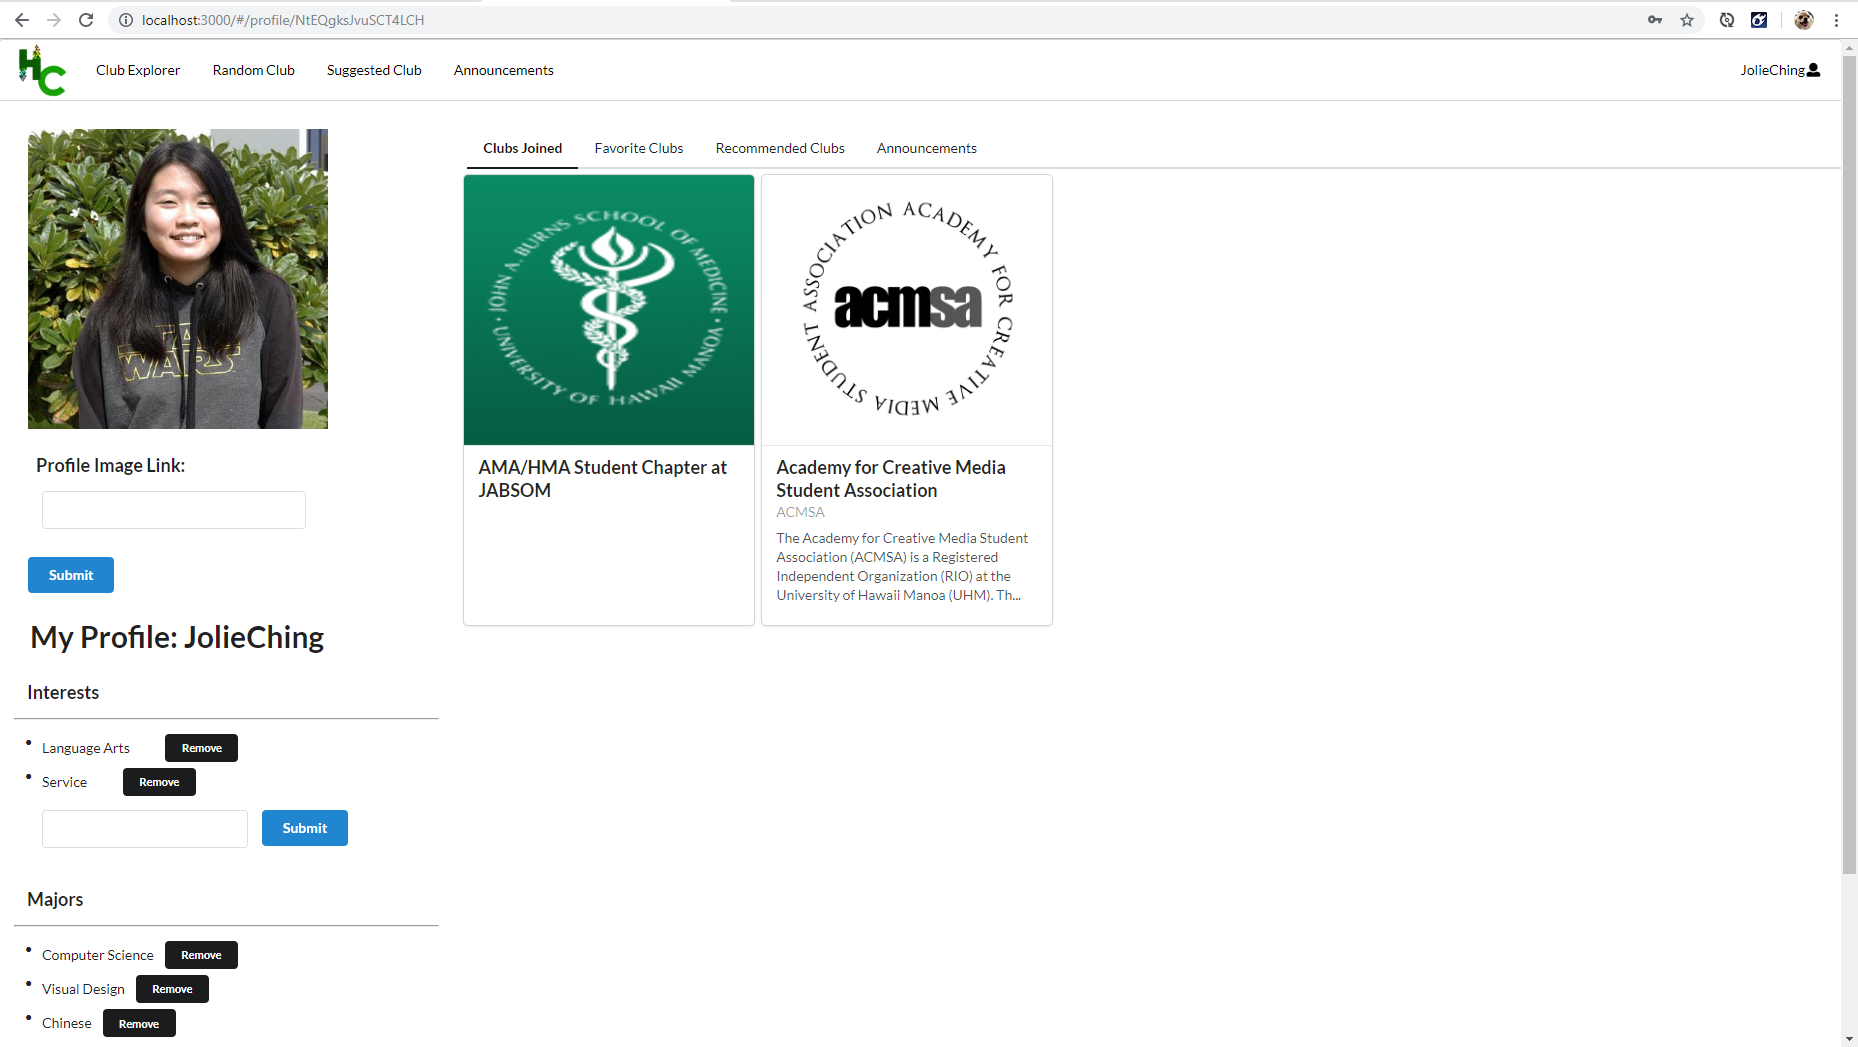 localhost:3000/#/profile/NtEQgksJvuSCT4LCH
HC
Club Explorer
Random Club
Suggested Club
Announcements
JolieChing
Clubs Joined
Favorite Clubs
Recommended Clubs
Announcements
STAR
WARS
JOHN A. BURNS SCHOOL OF MEDICINE
UNIVERSITY OF HAWAII MANOA
ACADEMY FOR CREATIVE MEDIA STUDENT ASSOCIATION
acmsa
AMA/HMA Student Chapter at
JABSOM
Academy for Creative Media
Student Association
ACMSA
The Academy for Creative Media Student
Association (ACMSA) is a Registered
Independent Organization (RIO) at the
University of Hawaii Manoa (UHM). Th...
Profile Image Link:
Submit
My Profile: JolieChing
Interests
Language Arts Remove
Service Remove
Submit
Majors
Computer Science Remove
Visual Design Remove
Chinese Remove